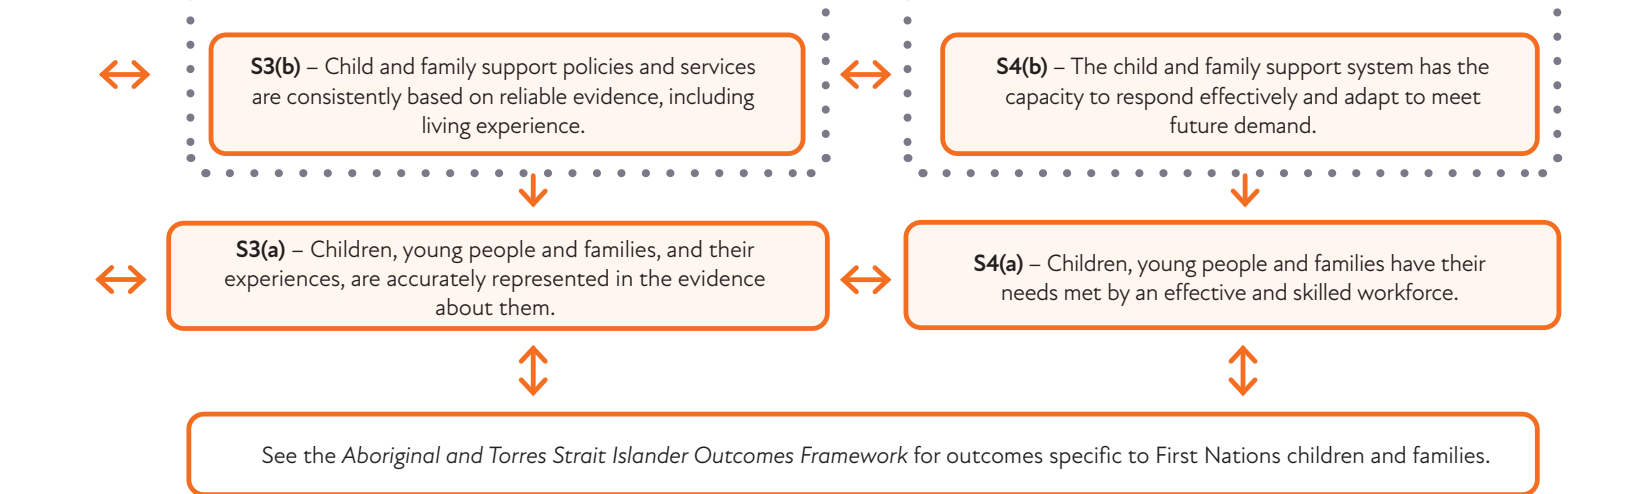 S3(b) – Child and family support policies and services
are consistently based on reliable evidence, including
living experience.
S4(b) – The child and family support system has the
capacity to respond effectively and adapt to meet
future demand.
S3(a) – Children, young people and families, and their
experiences, are accurately represented in the evidence
about them.
S4(a) – Children, young people and families have their
needs met by an effective and skilled workforce.
See the Aboriginal and Torres Strait Islander Outcomes Framework for outcomes specific to First Nations children and families.